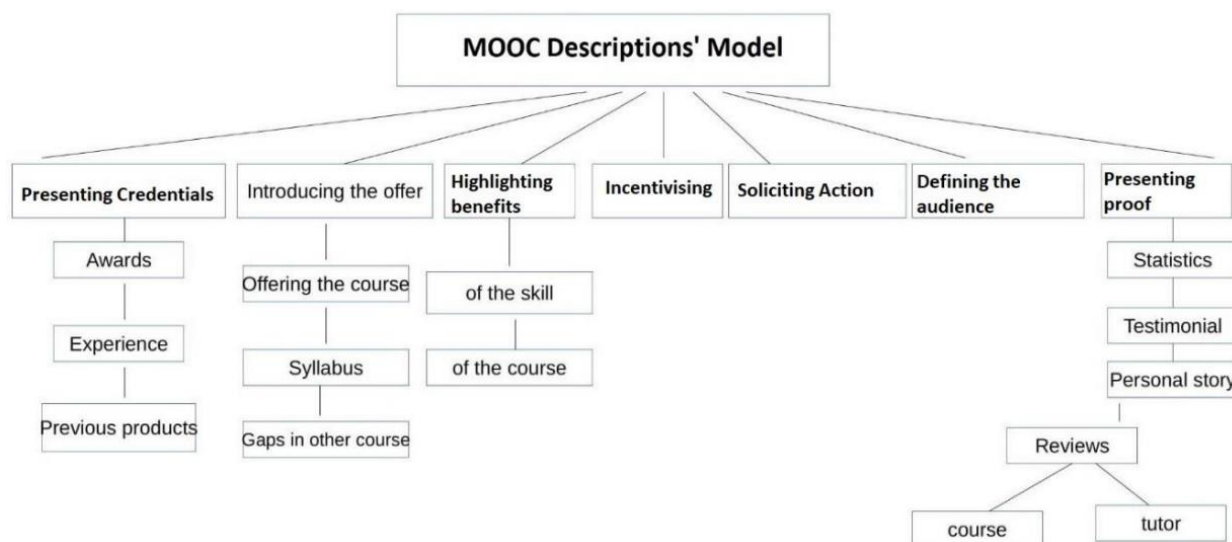 MOOC Descriptions' Model
Presenting Credentials
Introducing the offer
Highlighting
benefits
Incentivising
Soliciting Action
Defining the
audience
Presenting
proof
Awards
Experience
Previous products
Offering the course
Syllabus
Gaps in other course
of the skill
of the course
Statistics
Testimonial
Personal story
Reviews
course
tutor